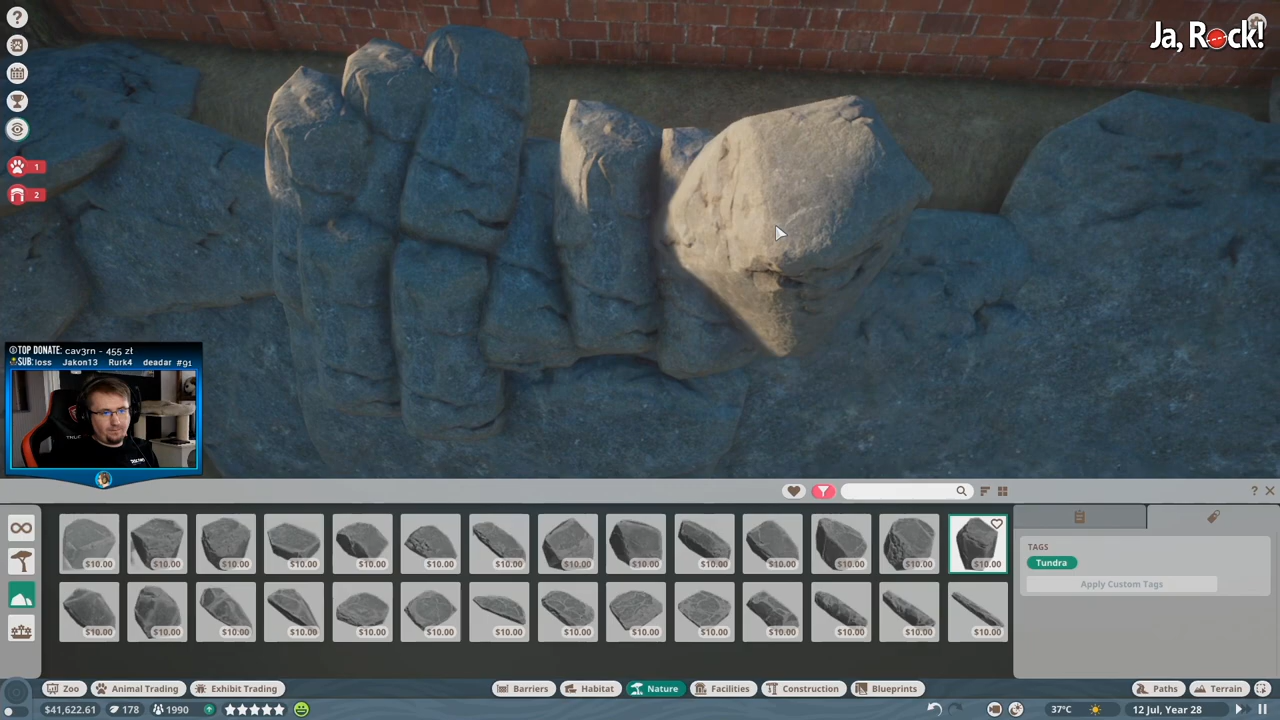 Ja, Rock!
1
2
TOP DONATE: cav3rn - 455 zł
SUB: loss Jakon13 Rurk4 deadar #91
$10.00 $10.00 $10.00 $10.00 $10.00 $10.00 $10.00 $10.00 $10.00 $10.00 $10.00 $10.00 $10.00 $10.00
$10.00 $10.00 $10.00 $10.00 $10.00 $10.00 $10.00 $10.00 $10.00 $10.00 $10.00 $10.00 $10.00 $10.00
TAGS
Tundra
Apply Custom Tags
Zoo Animal Trading Exhibit Trading Barriers Habitat Nature Facilities Construction Blueprints Paths Terrain
$41,622.61 178 1990 37°C 12 Jul, Year 28